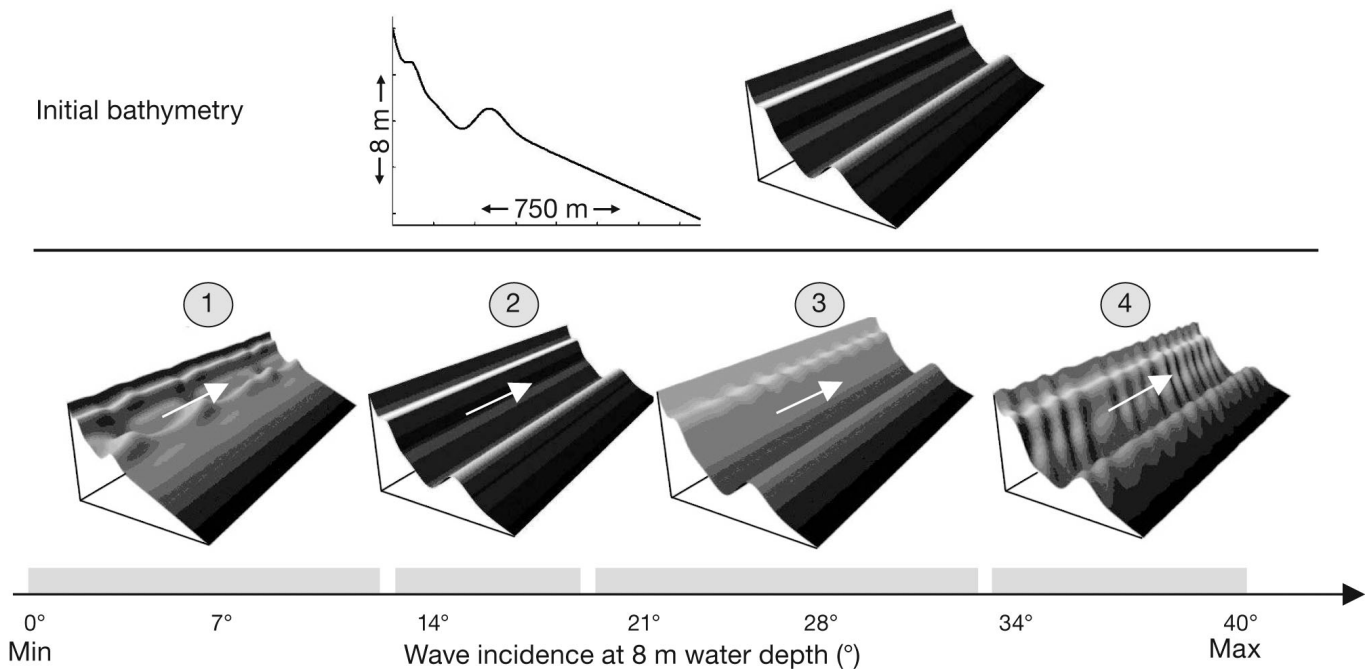 Initial bathymetry
8 m
750 m
1 2 3 4
0° 7° 14° 21° 28° 34° 40°
Min Wave incidence at 8 m water depth (°) Max